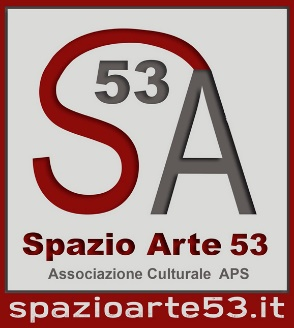 53
SA
Spazio Arte 53
Associazione Culturale APS
spazioarte53.it